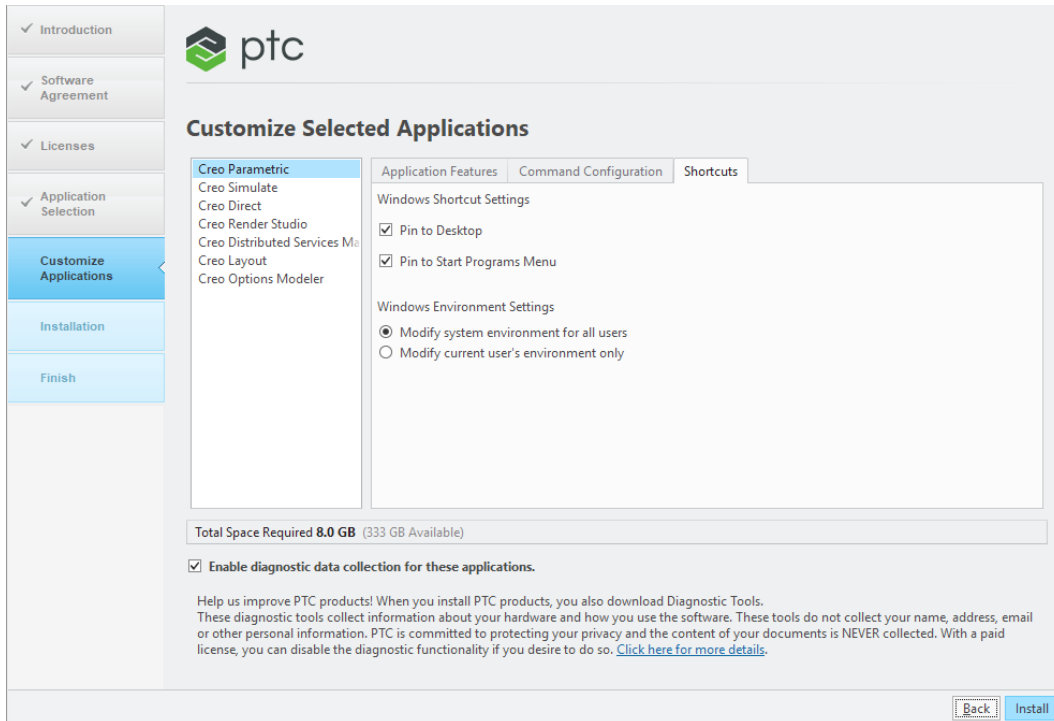 Introduction
Software
Agreement
Licenses
Application
Selection
Customize
Applications
Installation
Finish
ptc
Customize Selected Applications
Creo Parametric
Creo Simulate
Creo Direct
Creo Render Studio
Creo Distributed Services Ma
Creo Layout
Creo Options Modeler
Application Features
Command Configuration
Shortcuts
Windows Shortcut Settings
Pin to Desktop
Pin to Start Programs Menu
Windows Environment Settings
Modify system environment for all users
Modify current user's environment only
Total Space Required 8.0 GB (333 GB Available)
Enable diagnostic data collection for these applications.
Help us improve PTC products! When you install PTC products, you also download Diagnostic Tools.
These diagnostic tools collect information about your hardware and how you use the software. These tools do not collect your name, address, email
or other personal information. PTC is committed to protecting your privacy and the content of your documents is NEVER collected. With a paid
license, you can disable the diagnostic functionality if you desire to do so. Click here for more details.
Back
Install